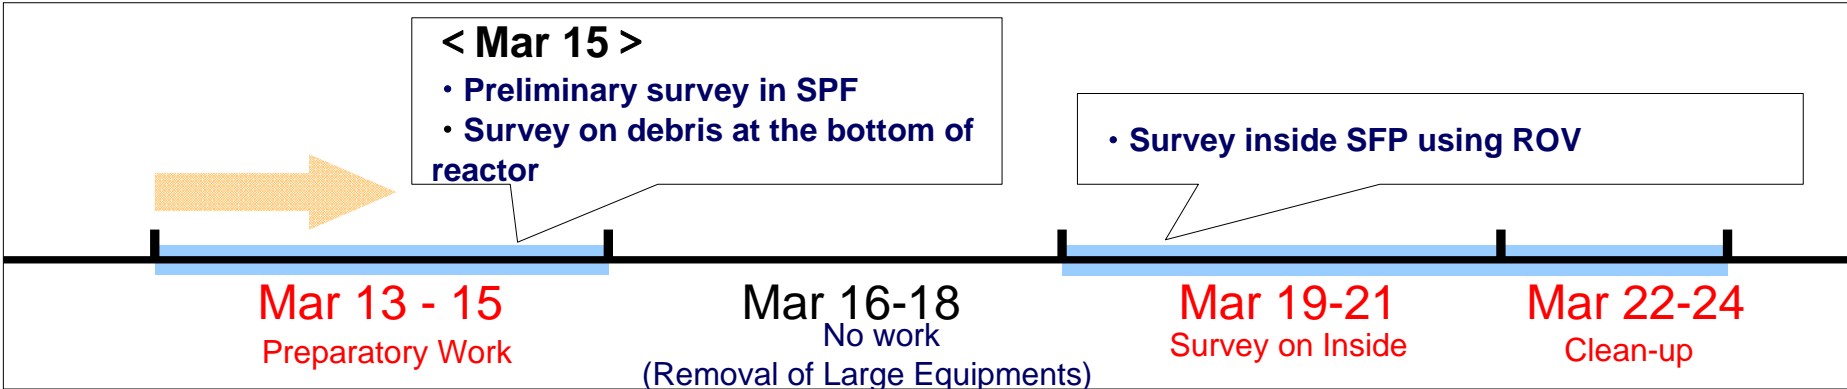 < Mar 15 >
・Preliminary survey in SPF
・Survey on debris at the bottom of
reactor
・Survey inside SFP using ROV
Mar 13 - 15
Preparatory Work
Mar 16-18
No work
(Removal of Large Equipments)
Mar 19-21
Survey on Inside
Mar 22-24
Clean-up